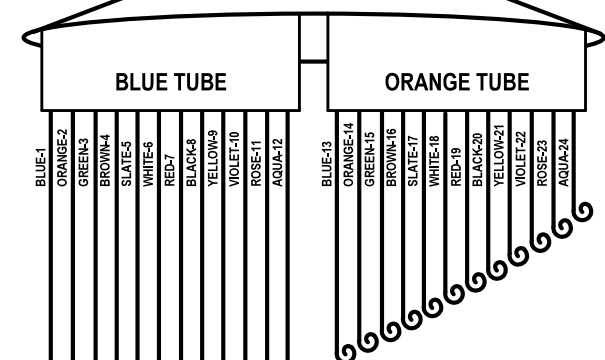 BLUE TUBE
ORANGE TUBE
BLUE-1
ORANGE-2
GREEN-3
BROWN-4
SLATE-5
WHITE-6
RED-7
BLACK-8
YELLOW-9
VIOLET-10
ROSE-11
AQUA-12
BLUE-13
ORANGE-14
GREEN-15
BROWN-16
SLATE-17
WHITE-18
RED-19
BLACK-20
YELLOW-21
VIOLET-22
ROSE-23
AQUA-24